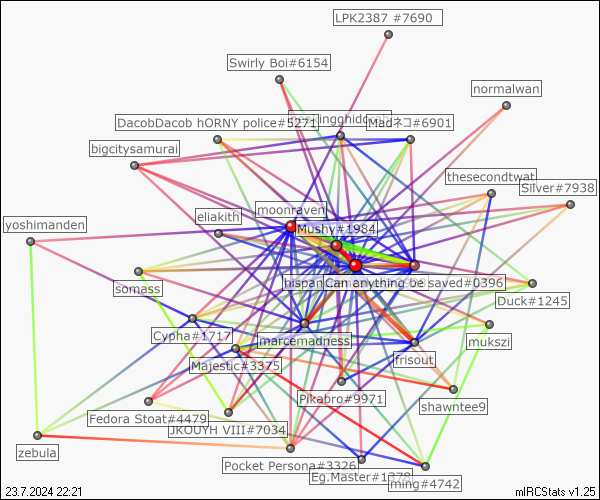 LPK2387 #7690
Swirly Boi#6154
normalwan
DacobDacob hORNY police#5271
Madネコ#6901
bigcitysamurai
thesecondtwat
Silver#7938
moonraven
eliakith
yoshimanden
Mushy#1984
somass
Can anything be saved#0396
Duck#1245
Cypha#1717
marcemadness
mukszi
frisout
Majestic#3375
Pikabro#9971
shawntee9
Fedora Stoat#4479
JKOUYH VIII#7034
zebula
Pocket Persona#3326
Eg.Master#1378
ming#4742
23.7.2024 22:21
mIRCStats v1.25